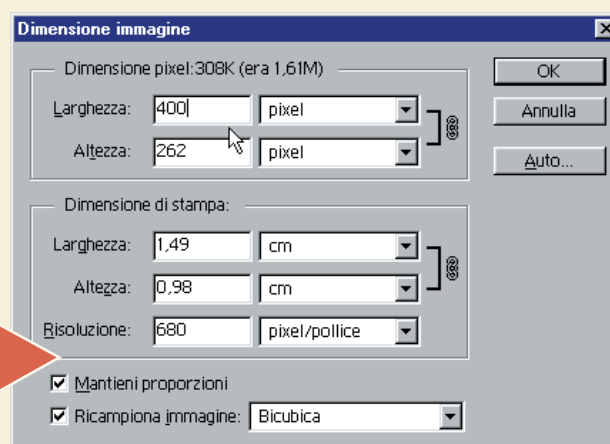 Dimensione immagine
Dimensione pixel:308K (era 1,61M)
Larghezza: 400 pixel
Altezza: 262 pixel
Dimensione di stampa:
Larghezza: 1,49 cm
Altezza: 0,98 cm
Risoluzione: 680 pixel/pollice
Mantieni proporzioni
Ricampiona immagine: Bicubica
OK
Annulla
Auto...